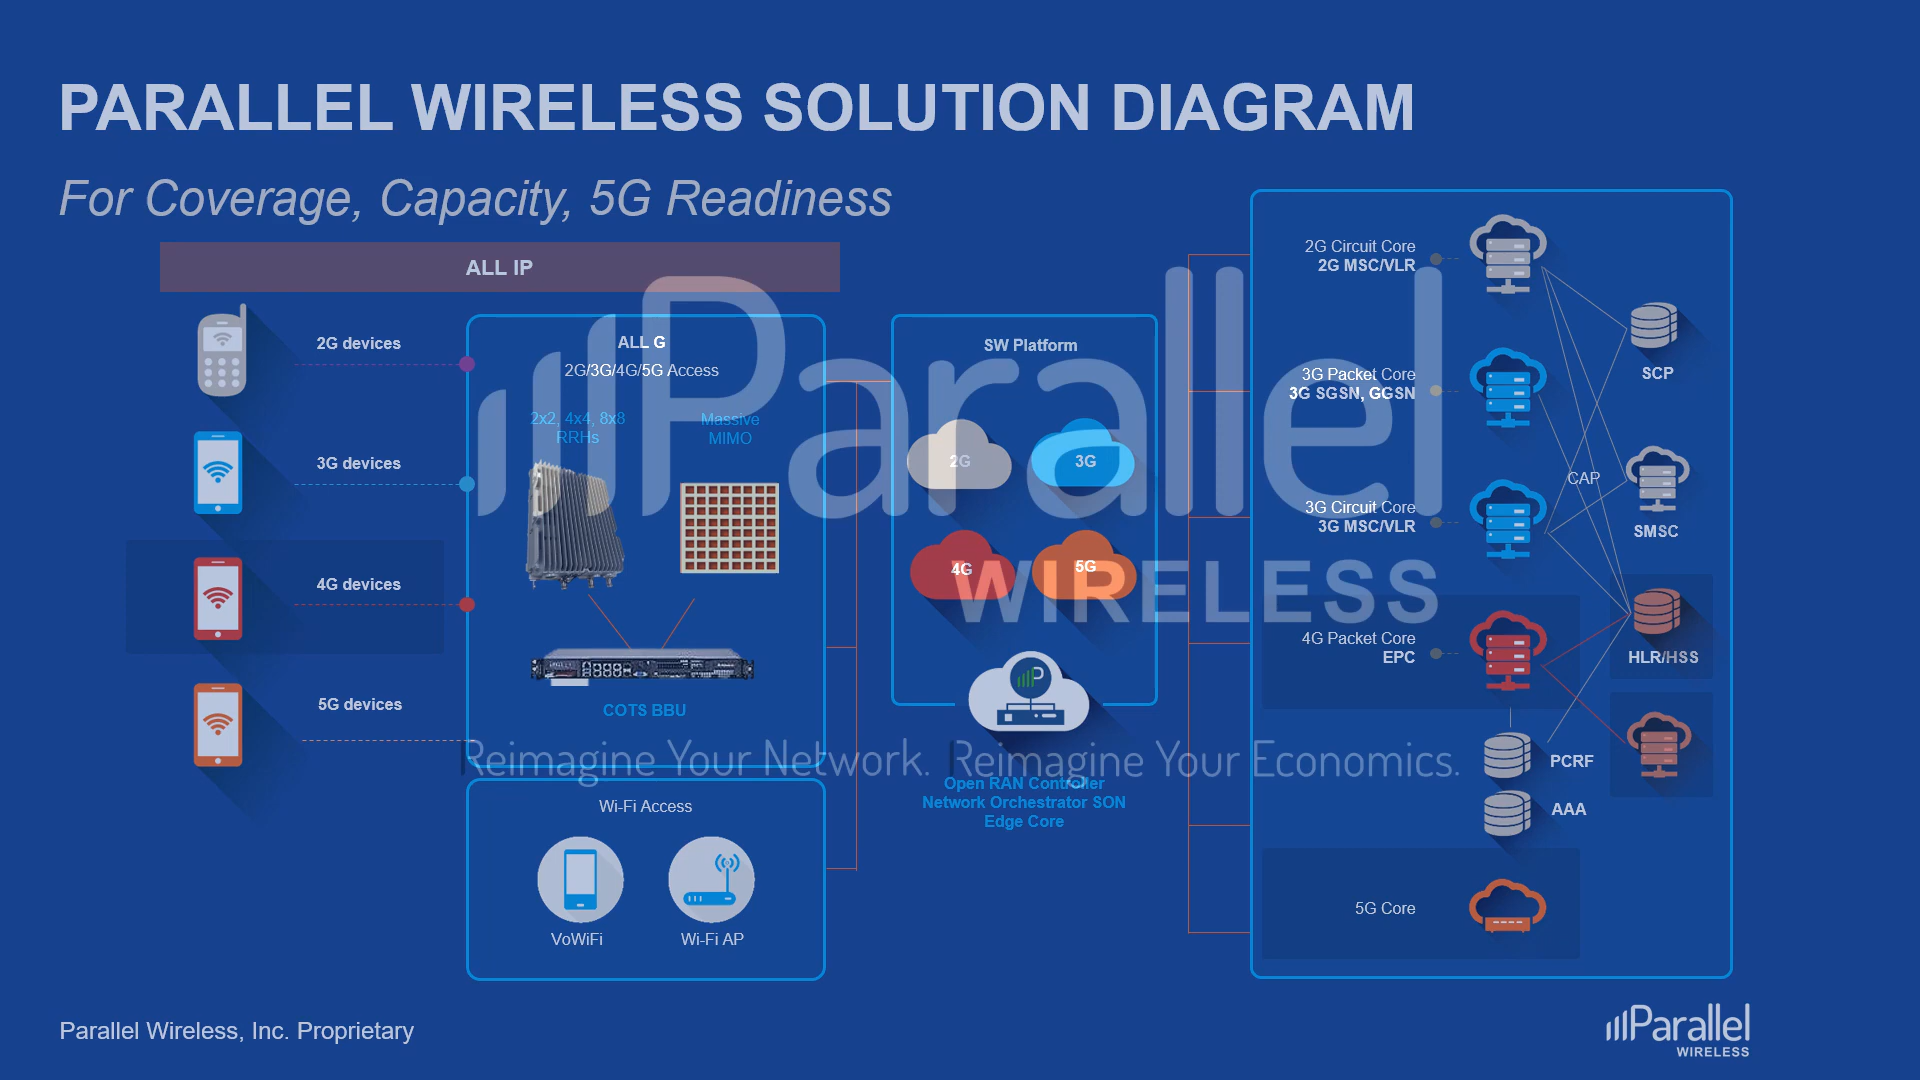 PARALLEL WIRELESS SOLUTION DIAGRAM
For Coverage, Capacity, 5G Readiness
ALL IP
2G devices
3G devices
4G devices
5G devices
ALL G
2G/3G/4G/5G Access
2x2, 4x4, 8x8
RRHs
Massive
MIMO
COTS BBU
Wi-Fi Access
VoWiFi
Wi-Fi AP
SW Platform
2G
3G
4G
5G
Open RAN Controller
Network Orchestrator SON
Edge Core
2G Circuit Core
2G MSC/VLR
3G Packet Core
3G SGSN, GGSN
3G Circuit Core
3G MSC/VLR
4G Packet Core
EPC
5G Core
SCP
CAP
SMSC
HLR/HSS
PCRF
AAA
Parallel
WIRELESS
Reimagine Your Network. Reimagine Your Economics.
Parallel Wireless, Inc. Proprietary
Parallel
WIRELESS